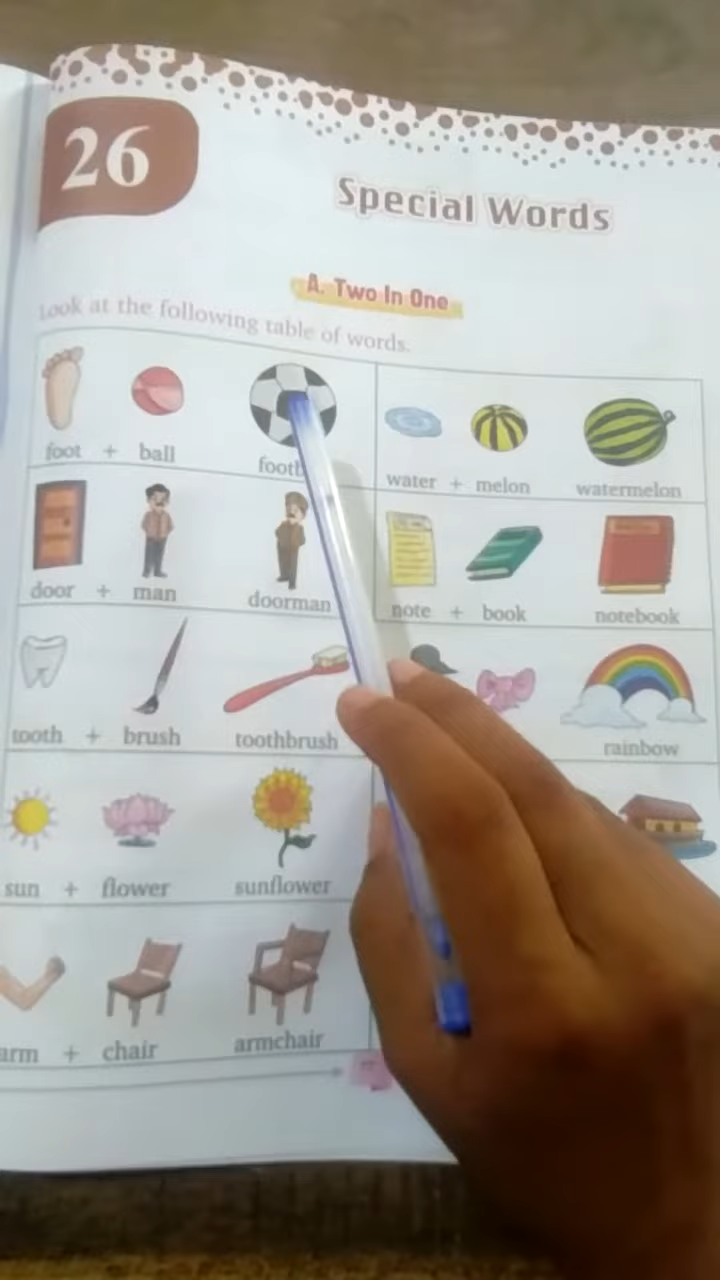 26
Special Words
A. Two In One
Look at the following table of words.
foot + ball
water + melon watermelon
door + man doorman
note + book notebook
tooth + brush toothbrush
rainbow
sun + flower sunflower
arm + chair armchair